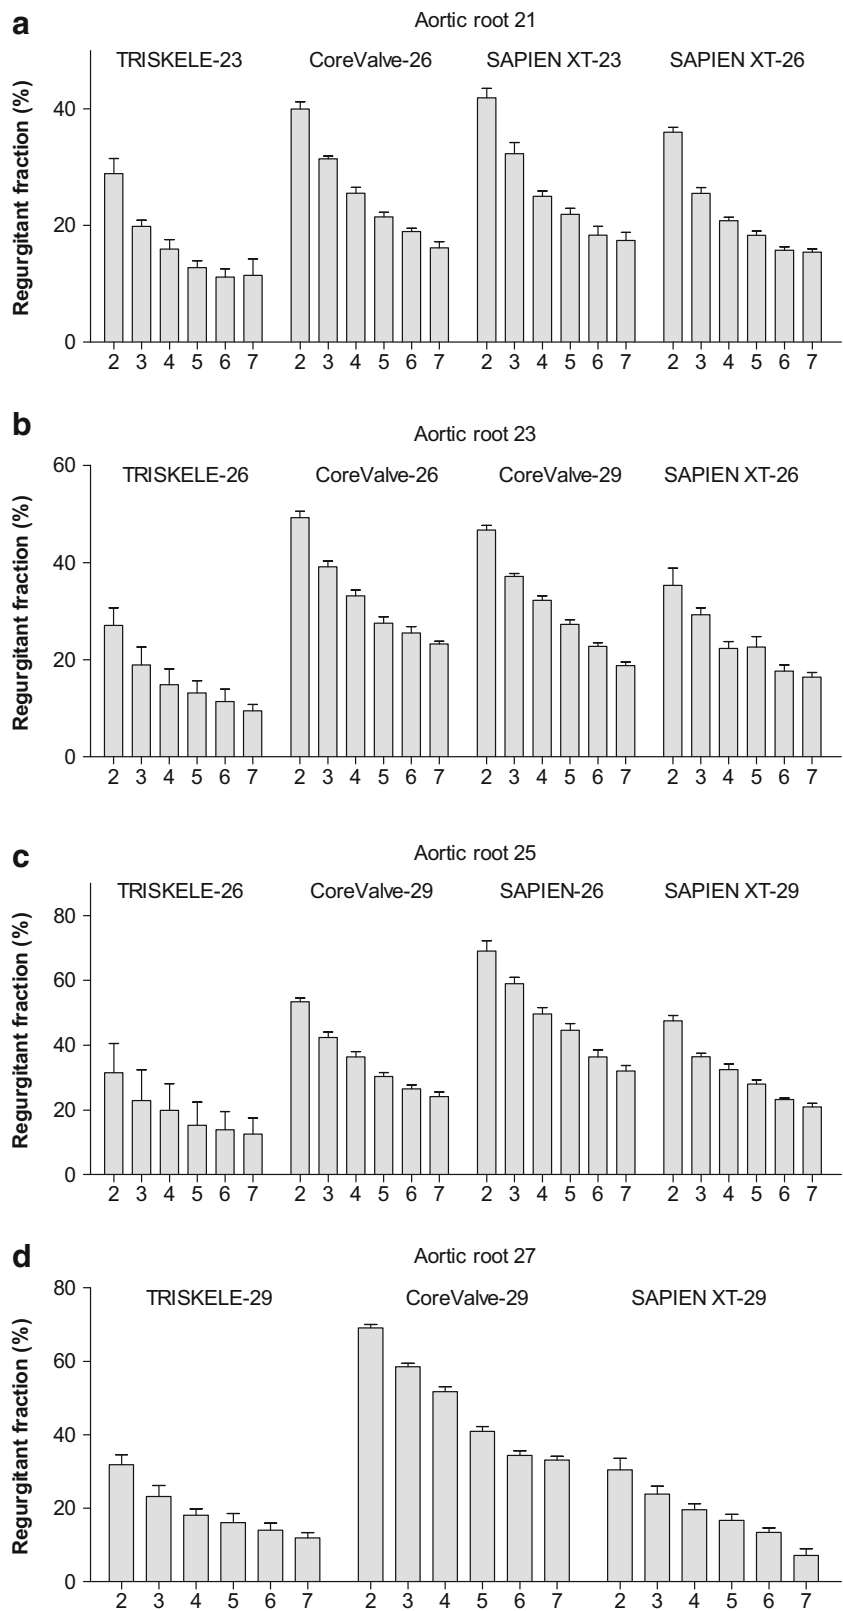 a
Aortic root 21
TRISKELE-23 CoreValve-26 SAPIEN XT-23 SAPIEN XT-26
Regurgitant fraction (%)
40
20
0
2 3 4 5 6 7 2 3 4 5 6 7 2 3 4 5 6 7 2 3 4 5 6 7
b
Aortic root 23
TRISKELE-26 CoreValve-26 CoreValve-29 SAPIEN XT-26
Regurgitant fraction (%)
60
40
20
0
2 3 4 5 6 7 2 3 4 5 6 7 2 3 4 5 6 7 2 3 4 5 6 7
c
Aortic root 25
TRISKELE-26 CoreValve-29 SAPIEN-26 SAPIEN XT-29
Regurgitant fraction (%)
80
60
40
20
0
2 3 4 5 6 7 2 3 4 5 6 7 2 3 4 5 6 7 2 3 4 5 6 7
d
Aortic root 27
TRISKELE-29 CoreValve-29 SAPIEN XT-29
Regurgitant fraction (%)
80
60
40
20
0
2 3 4 5 6 7 2 3 4 5 6 7 2 3 4 5 6 7